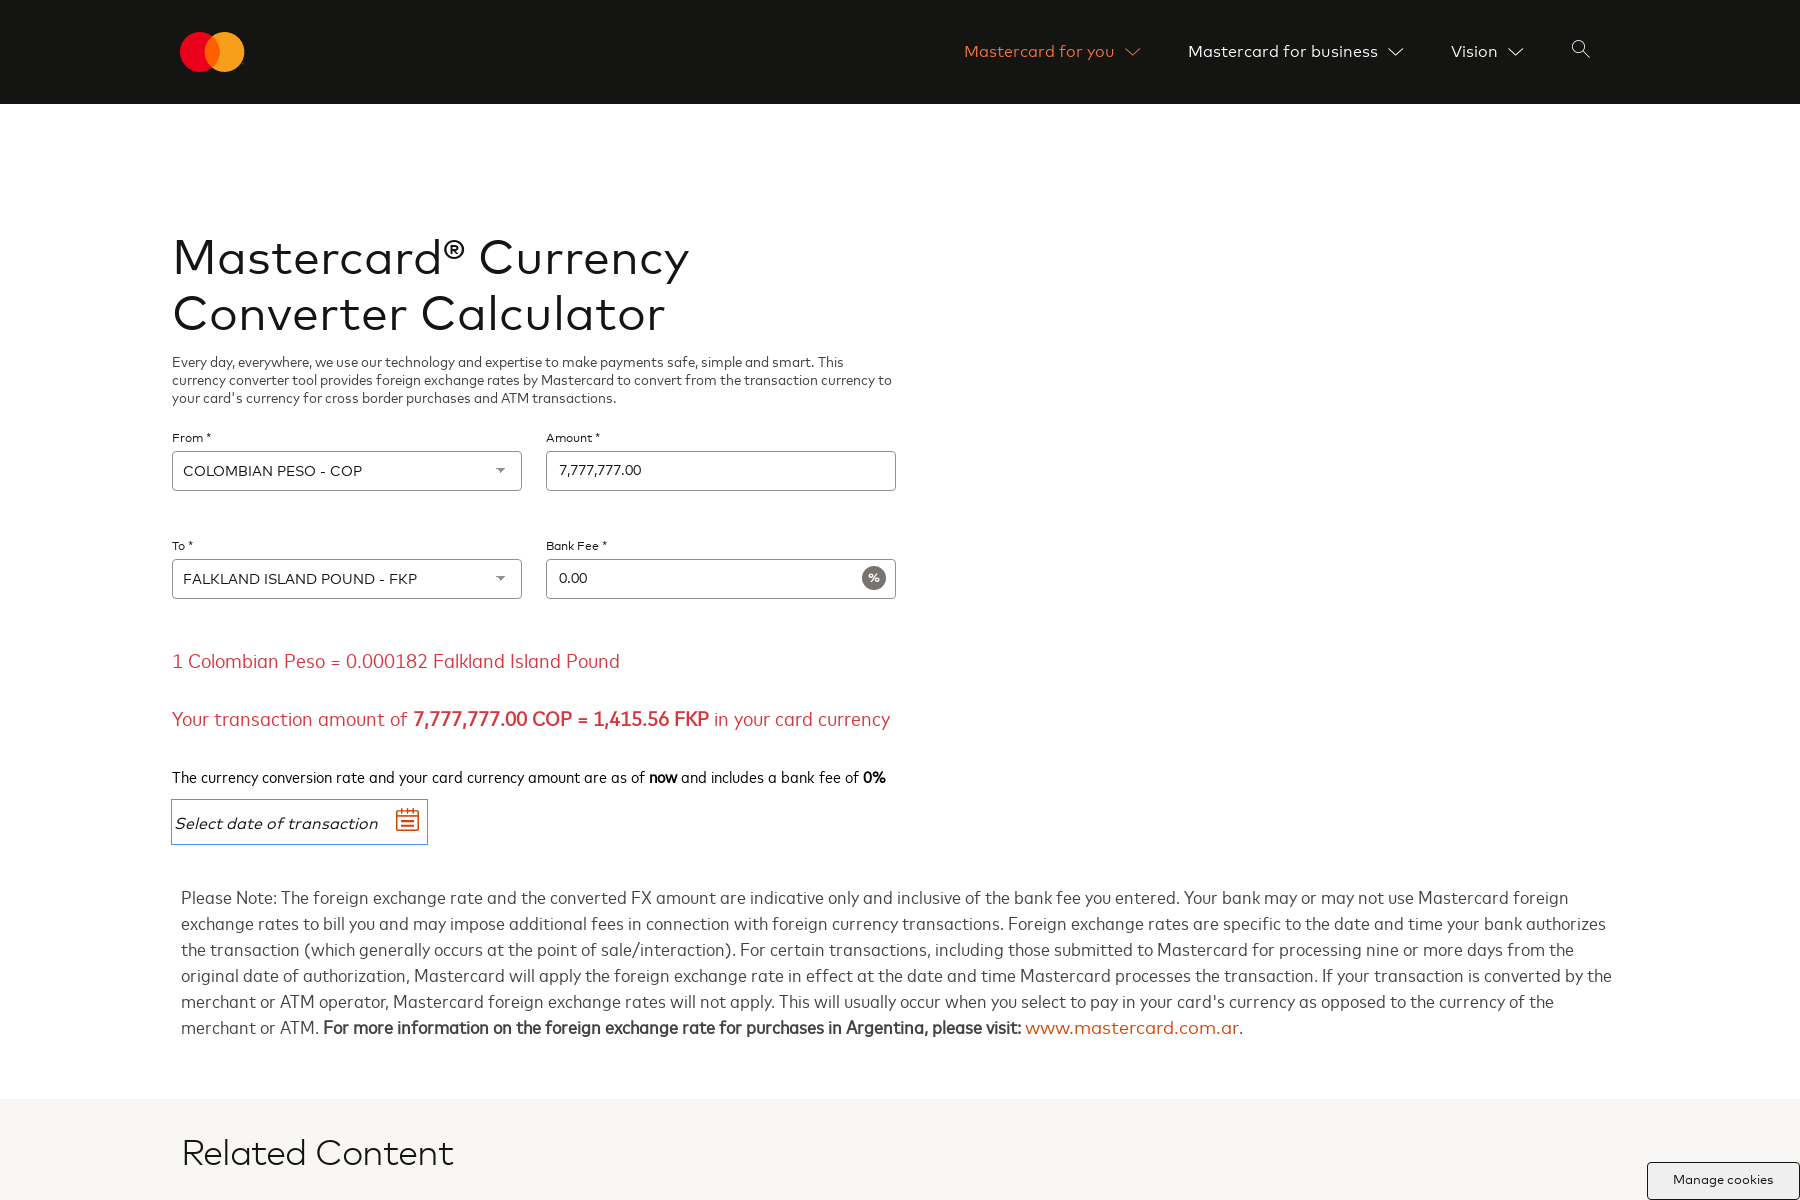 Mastercard for you
Mastercard for business
Vision
Mastercard® Currency
Converter Calculator
Every day, everywhere, we use our technology and expertise to make payments safe, simple and smart. This
currency converter tool provides foreign exchange rates by Mastercard to convert from the transaction currency to
your card's currency for cross border purchases and ATM transactions.
From *
Amount *
COLOMBIAN PESO - COP
7,777,777.00
To *
Bank Fee *
FALKLAND ISLAND POUND - FKP
0.00
%
1 Colombian Peso = 0.000182 Falkland Island Pound
Your transaction amount of 7,777,777.00 COP = 1,415.56 FKP in your card currency
The currency conversion rate and your card currency amount are as of now and includes a bank fee of 0%
Select date of transaction
Please Note: The foreign exchange rate and the converted FX amount are indicative only and inclusive of the bank fee you entered. Your bank may or may not use Mastercard foreign
exchange rates to bill you and may impose additional fees in connection with foreign currency transactions. Foreign exchange rates are specific to the date and time your bank authorizes
the transaction (which generally occurs at the point of sale/interaction). For certain transactions, including those submitted to Mastercard for processing nine or more days from the
original date of authorization, Mastercard will apply the foreign exchange rate in effect at the date and time Mastercard processes the transaction. If your transaction is converted by the
merchant or ATM operator, Mastercard foreign exchange rates will not apply. This will usually occur when you select to pay in your card's currency as opposed to the currency of the
merchant or ATM. For more information on the foreign exchange rate for purchases in Argentina, please visit: www.mastercard.com.ar.
Related Content
Manage cookies